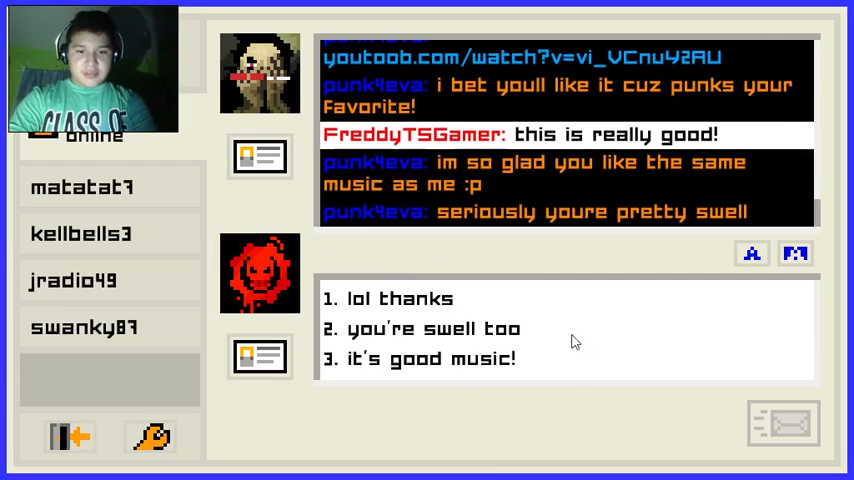 CLASS OF
online
matatat7
kellbells3
jradio49
swanky87
youtoob.com/watch?v=vi_VCnuY2AU
punk4eva: i bet youll like it cuz punks your
favorite!
FreddyTSGamer: this is really good!
punk4eva: im so glad you like the same
music as me :p
punk4eva: seriously youre pretty swell
A M
1. lol thanks
2. you're swell too
3. it's good music!